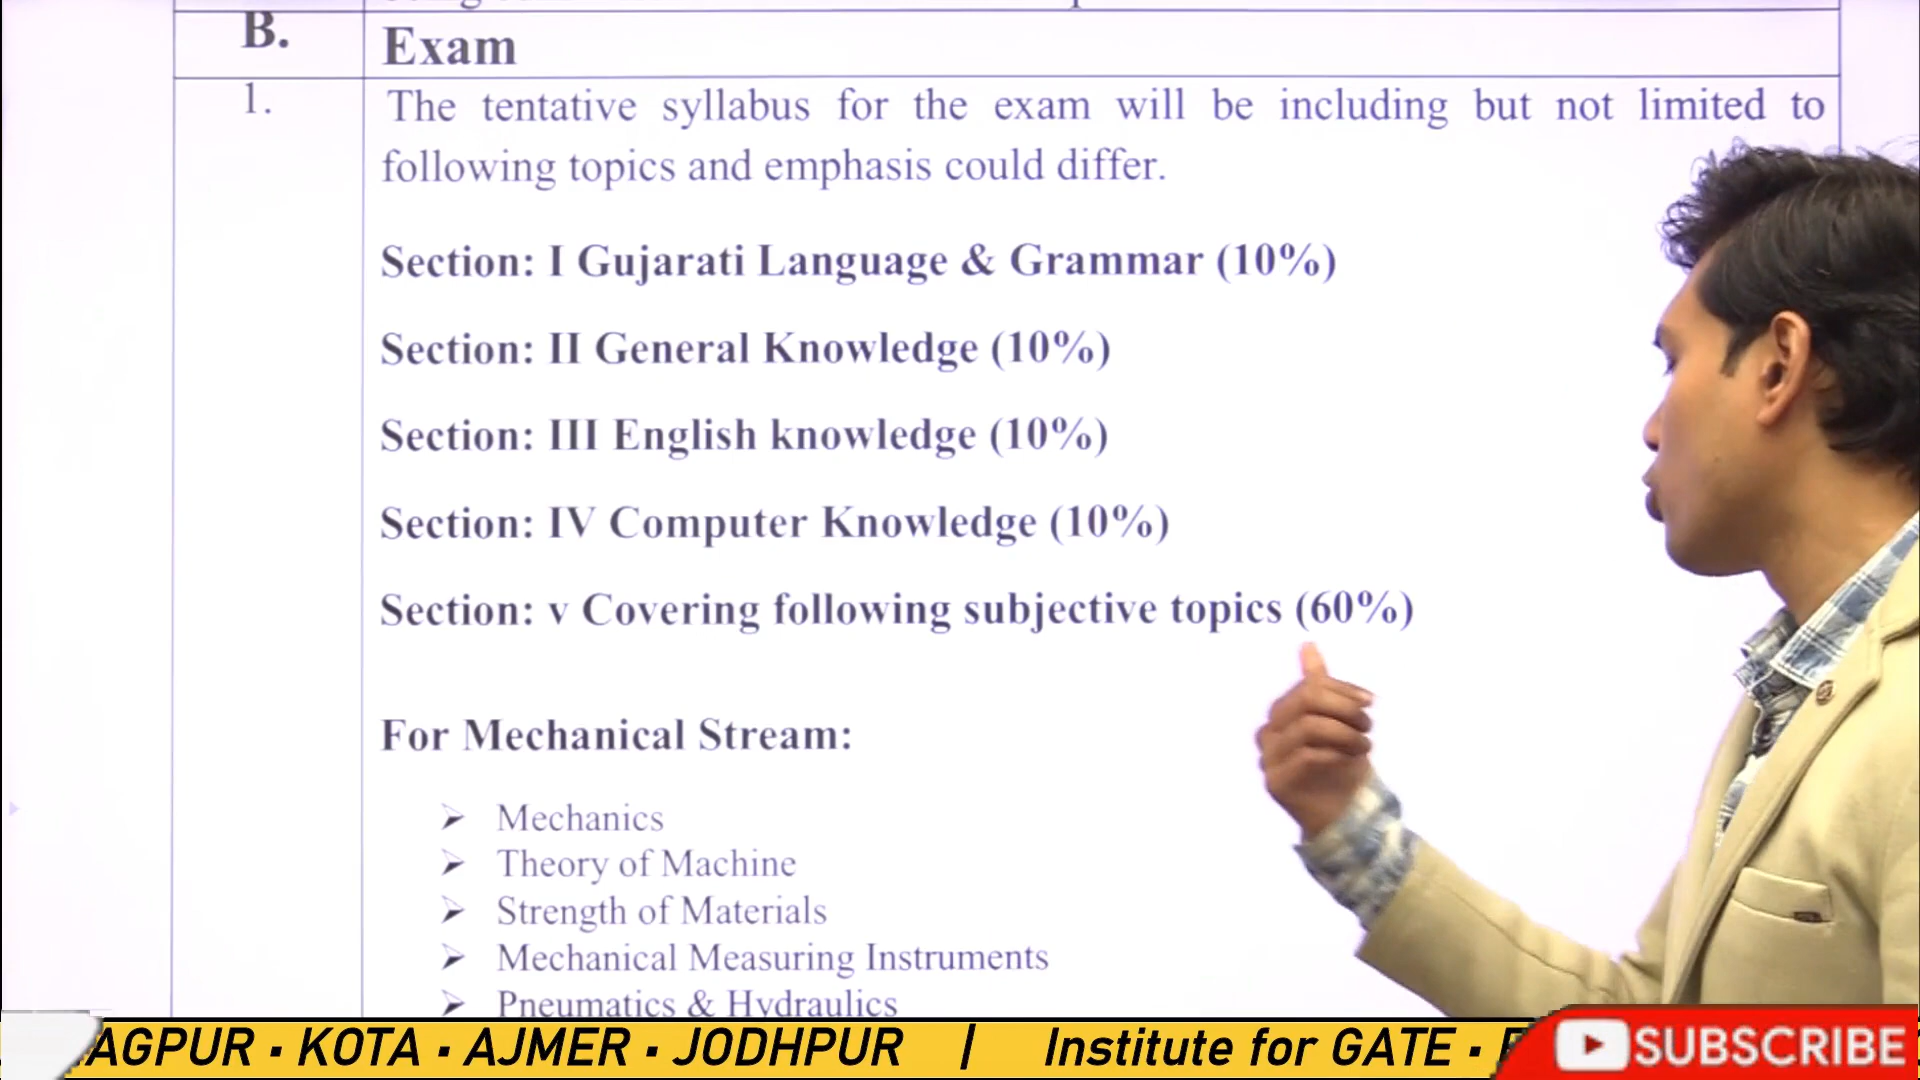 B.
Exam
1.
The tentative syllabus for the exam will be including but not limited to
following topics and emphasis could differ.
Section: I Gujarati Language & Grammar (10%)
Section: II General Knowledge (10%)
Section: III English knowledge (10%)
Section: IV Computer Knowledge (10%)
Section: v Covering following subjective topics (60%)
For Mechanical Stream:
➢ Mechanics
➢ Theory of Machine
➢ Strength of Materials
➢ Mechanical Measuring Instruments
➢ Pneumatics & Hydraulics
AGPUR • KOTA • AJMER • JODHPUR | Institute for GATE •
SUBSCRIBE